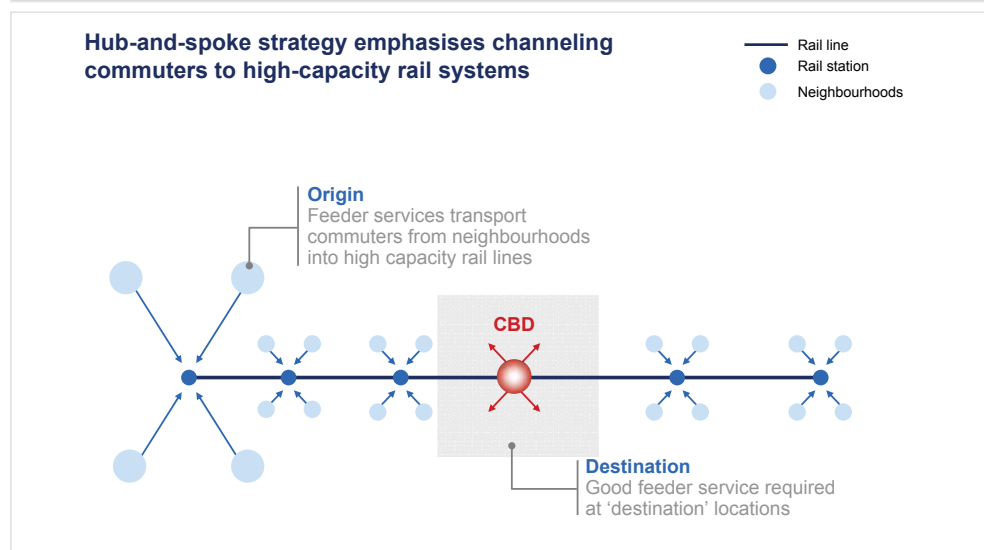 Hub-and-spoke strategy emphasises channeling
commuters to high-capacity rail systems
Rail line
Rail station
Neighbourhoods
Origin
Feeder services transport
commuters from neighbourhoods
into high capacity rail lines
CBD
Destination
Good feeder service required
at ‘destination’ locations